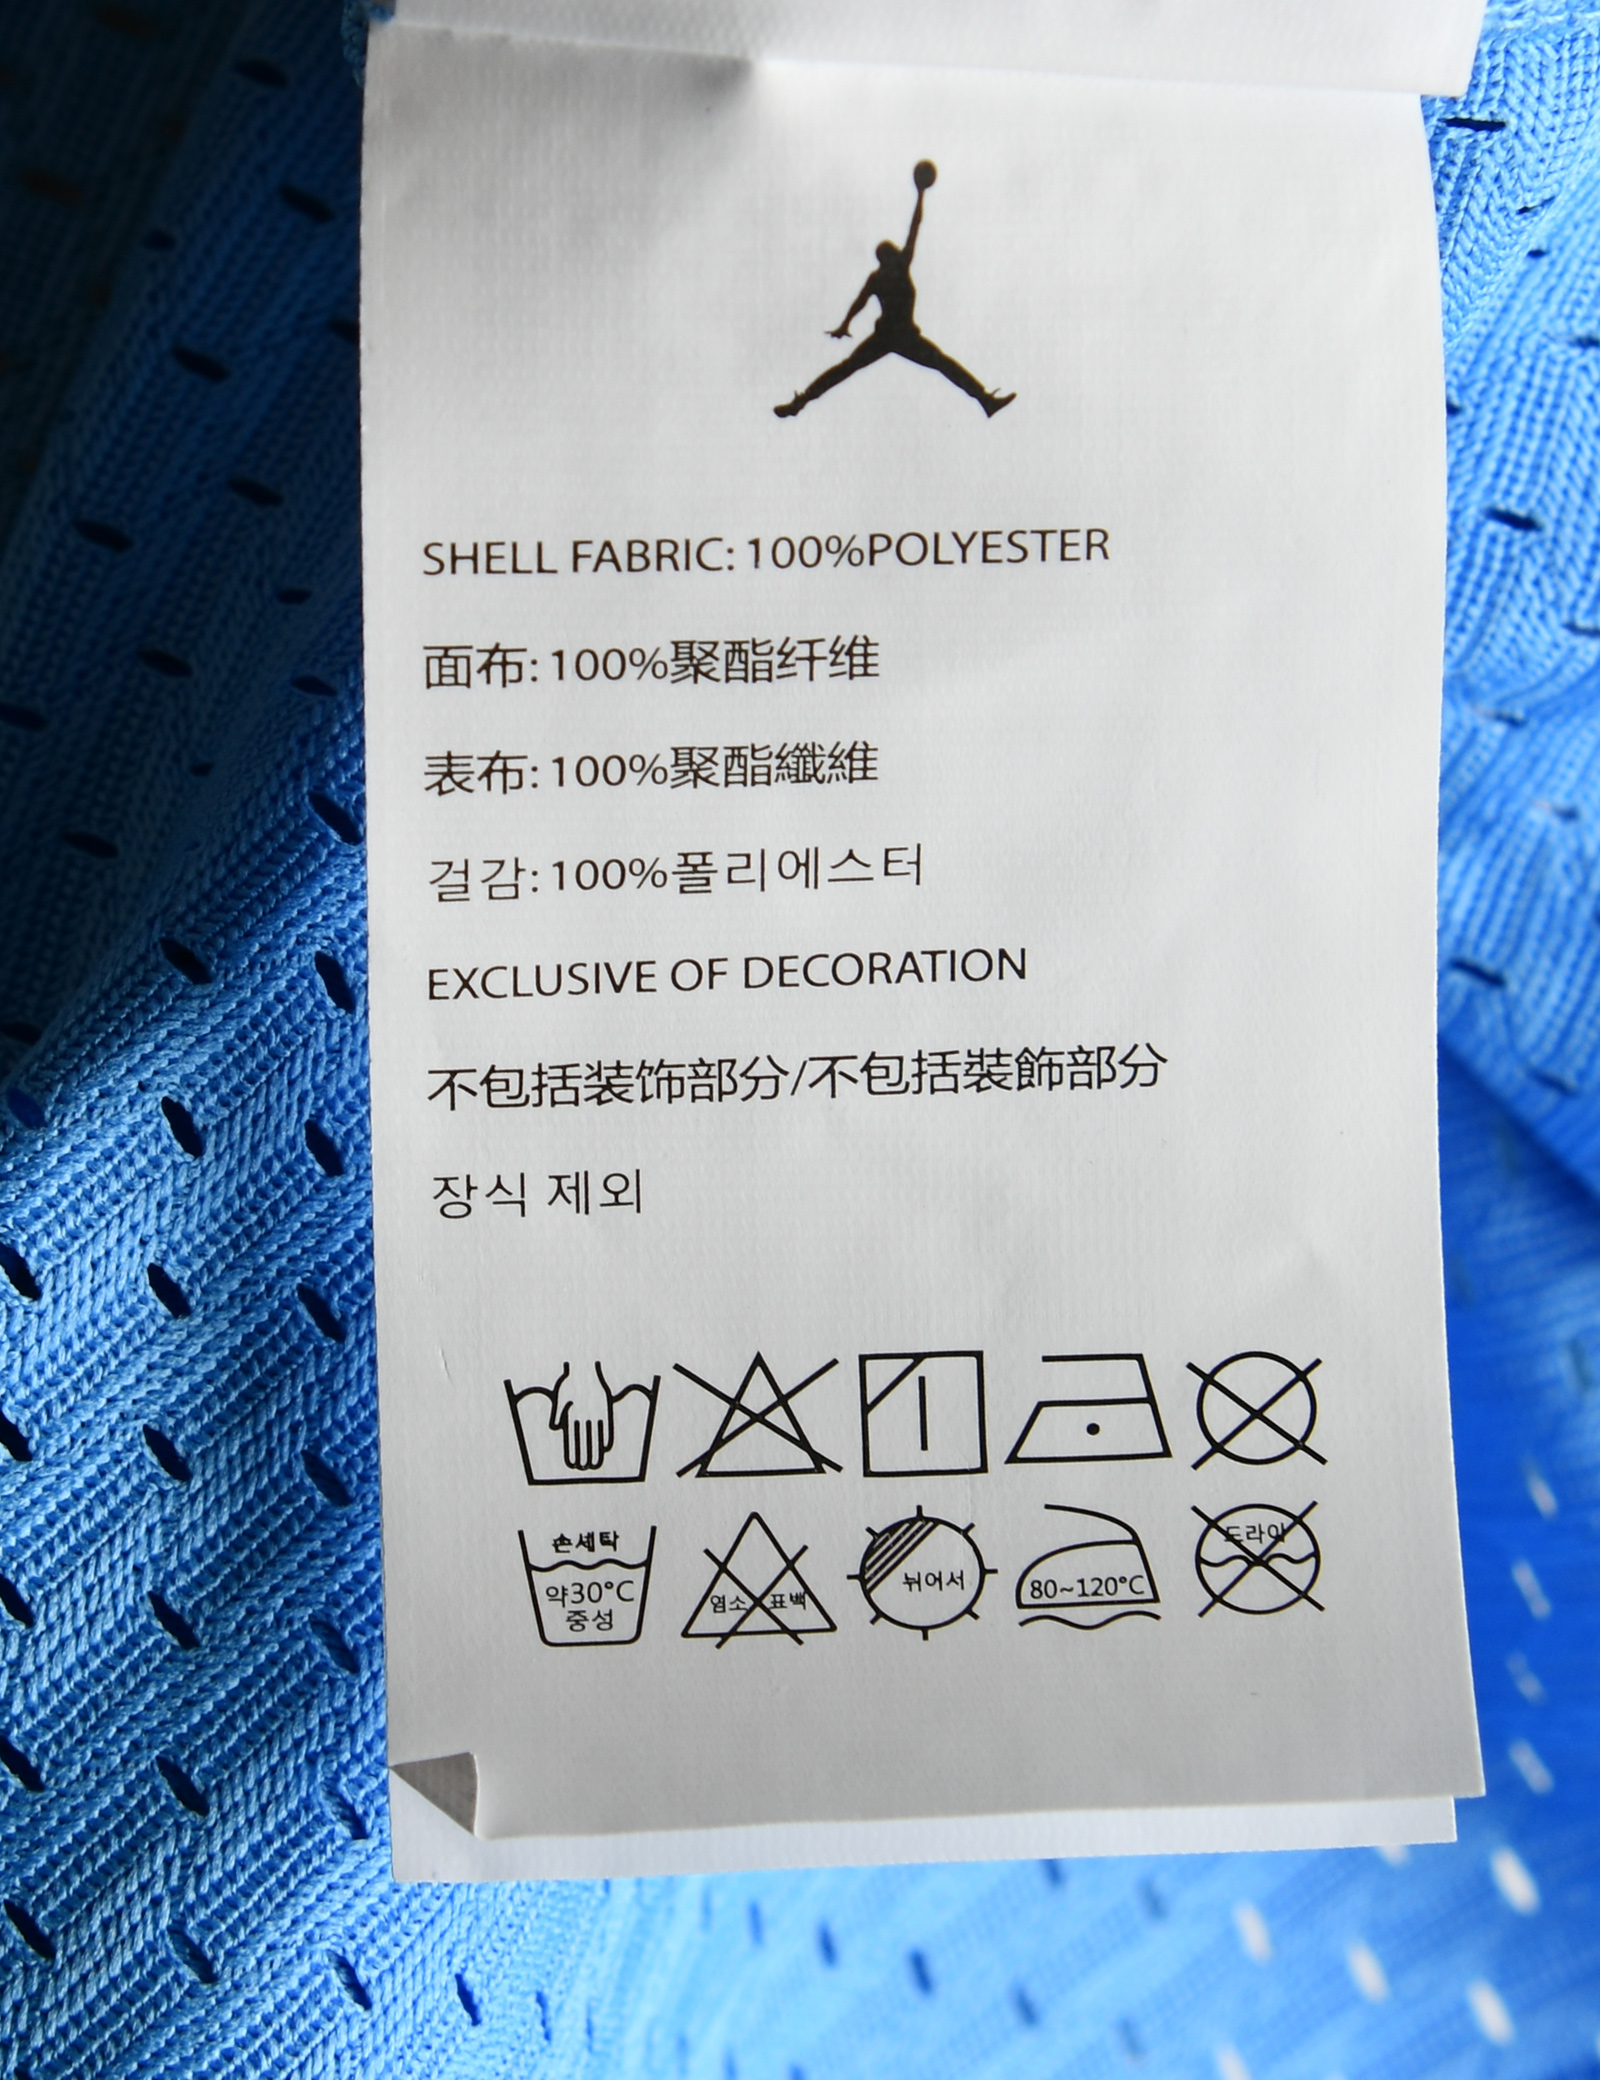 SHELL FABRIC: 100%POLYESTER
面布: 100%聚酯纤维
表布: 100%聚酯纖維
걸감: 100%폴리에스터
EXCLUSIVE OF DECORATION
不包括装饰部分/不包括裝飾部分
장식 제외
손세탁
약30°C
중성
염소 표백
뉘어서
80~120°C
드라이